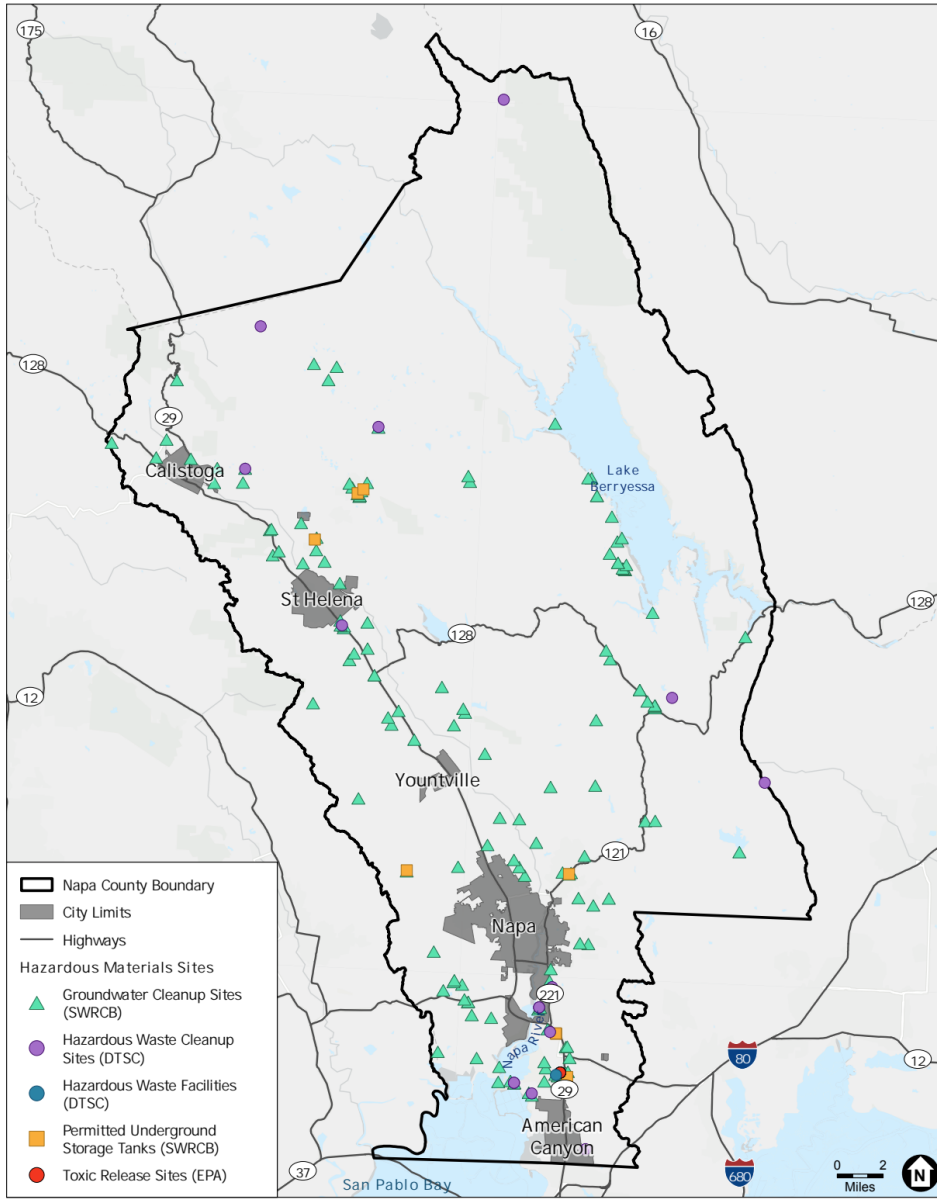 175
16
128
29
Calistoga
Lake
Berryessa
St Helena
128
128
12
Yountville
121
Napa
221
Napa River
80
12
29
American
Canyon
37
680
San Pablo Bay
0 2
Miles
N
Napa County Boundary
City Limits
Highways
Hazardous Materials Sites
Groundwater Cleanup Sites
(SWRCB)
Hazardous Waste Cleanup
Sites (DTSC)
Hazardous Waste Facilities
(DTSC)
Permitted Underground
Storage Tanks (SWRCB)
Toxic Release Sites (EPA)